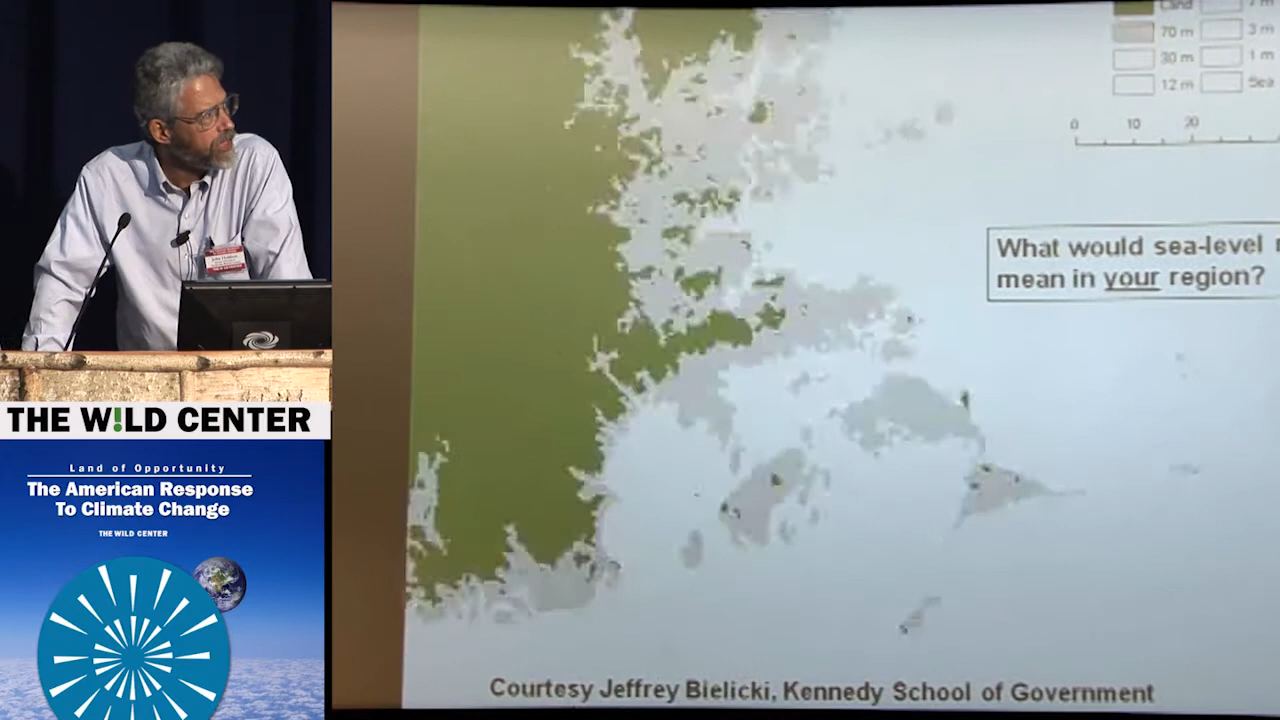 Land
7 m
70 m
3 m
30 m
1 m
12 m
Sea
0 10 20
What would sea-level
mean in your region?
THE W!LD CENTER
Land of Opportunity
The American Response
To Climate Change
THE WILD CENTER
Courtesy Jeffrey Bielicki, Kennedy School of Government